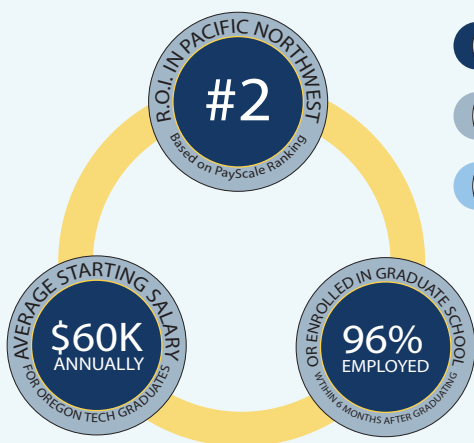 R.O.I. IN PACIFIC NORTHWEST
#2
Based on PayScale Ranking
AVERAGE STARTING SALARY
$60K
ANNUALLY
FOR OREGON TECH GRADUATES
96%
EMPLOYED
OR ENROLLED IN GRADUATE SCHOOL
WTIHIN 6 MONTHS AFTER GRADUATING